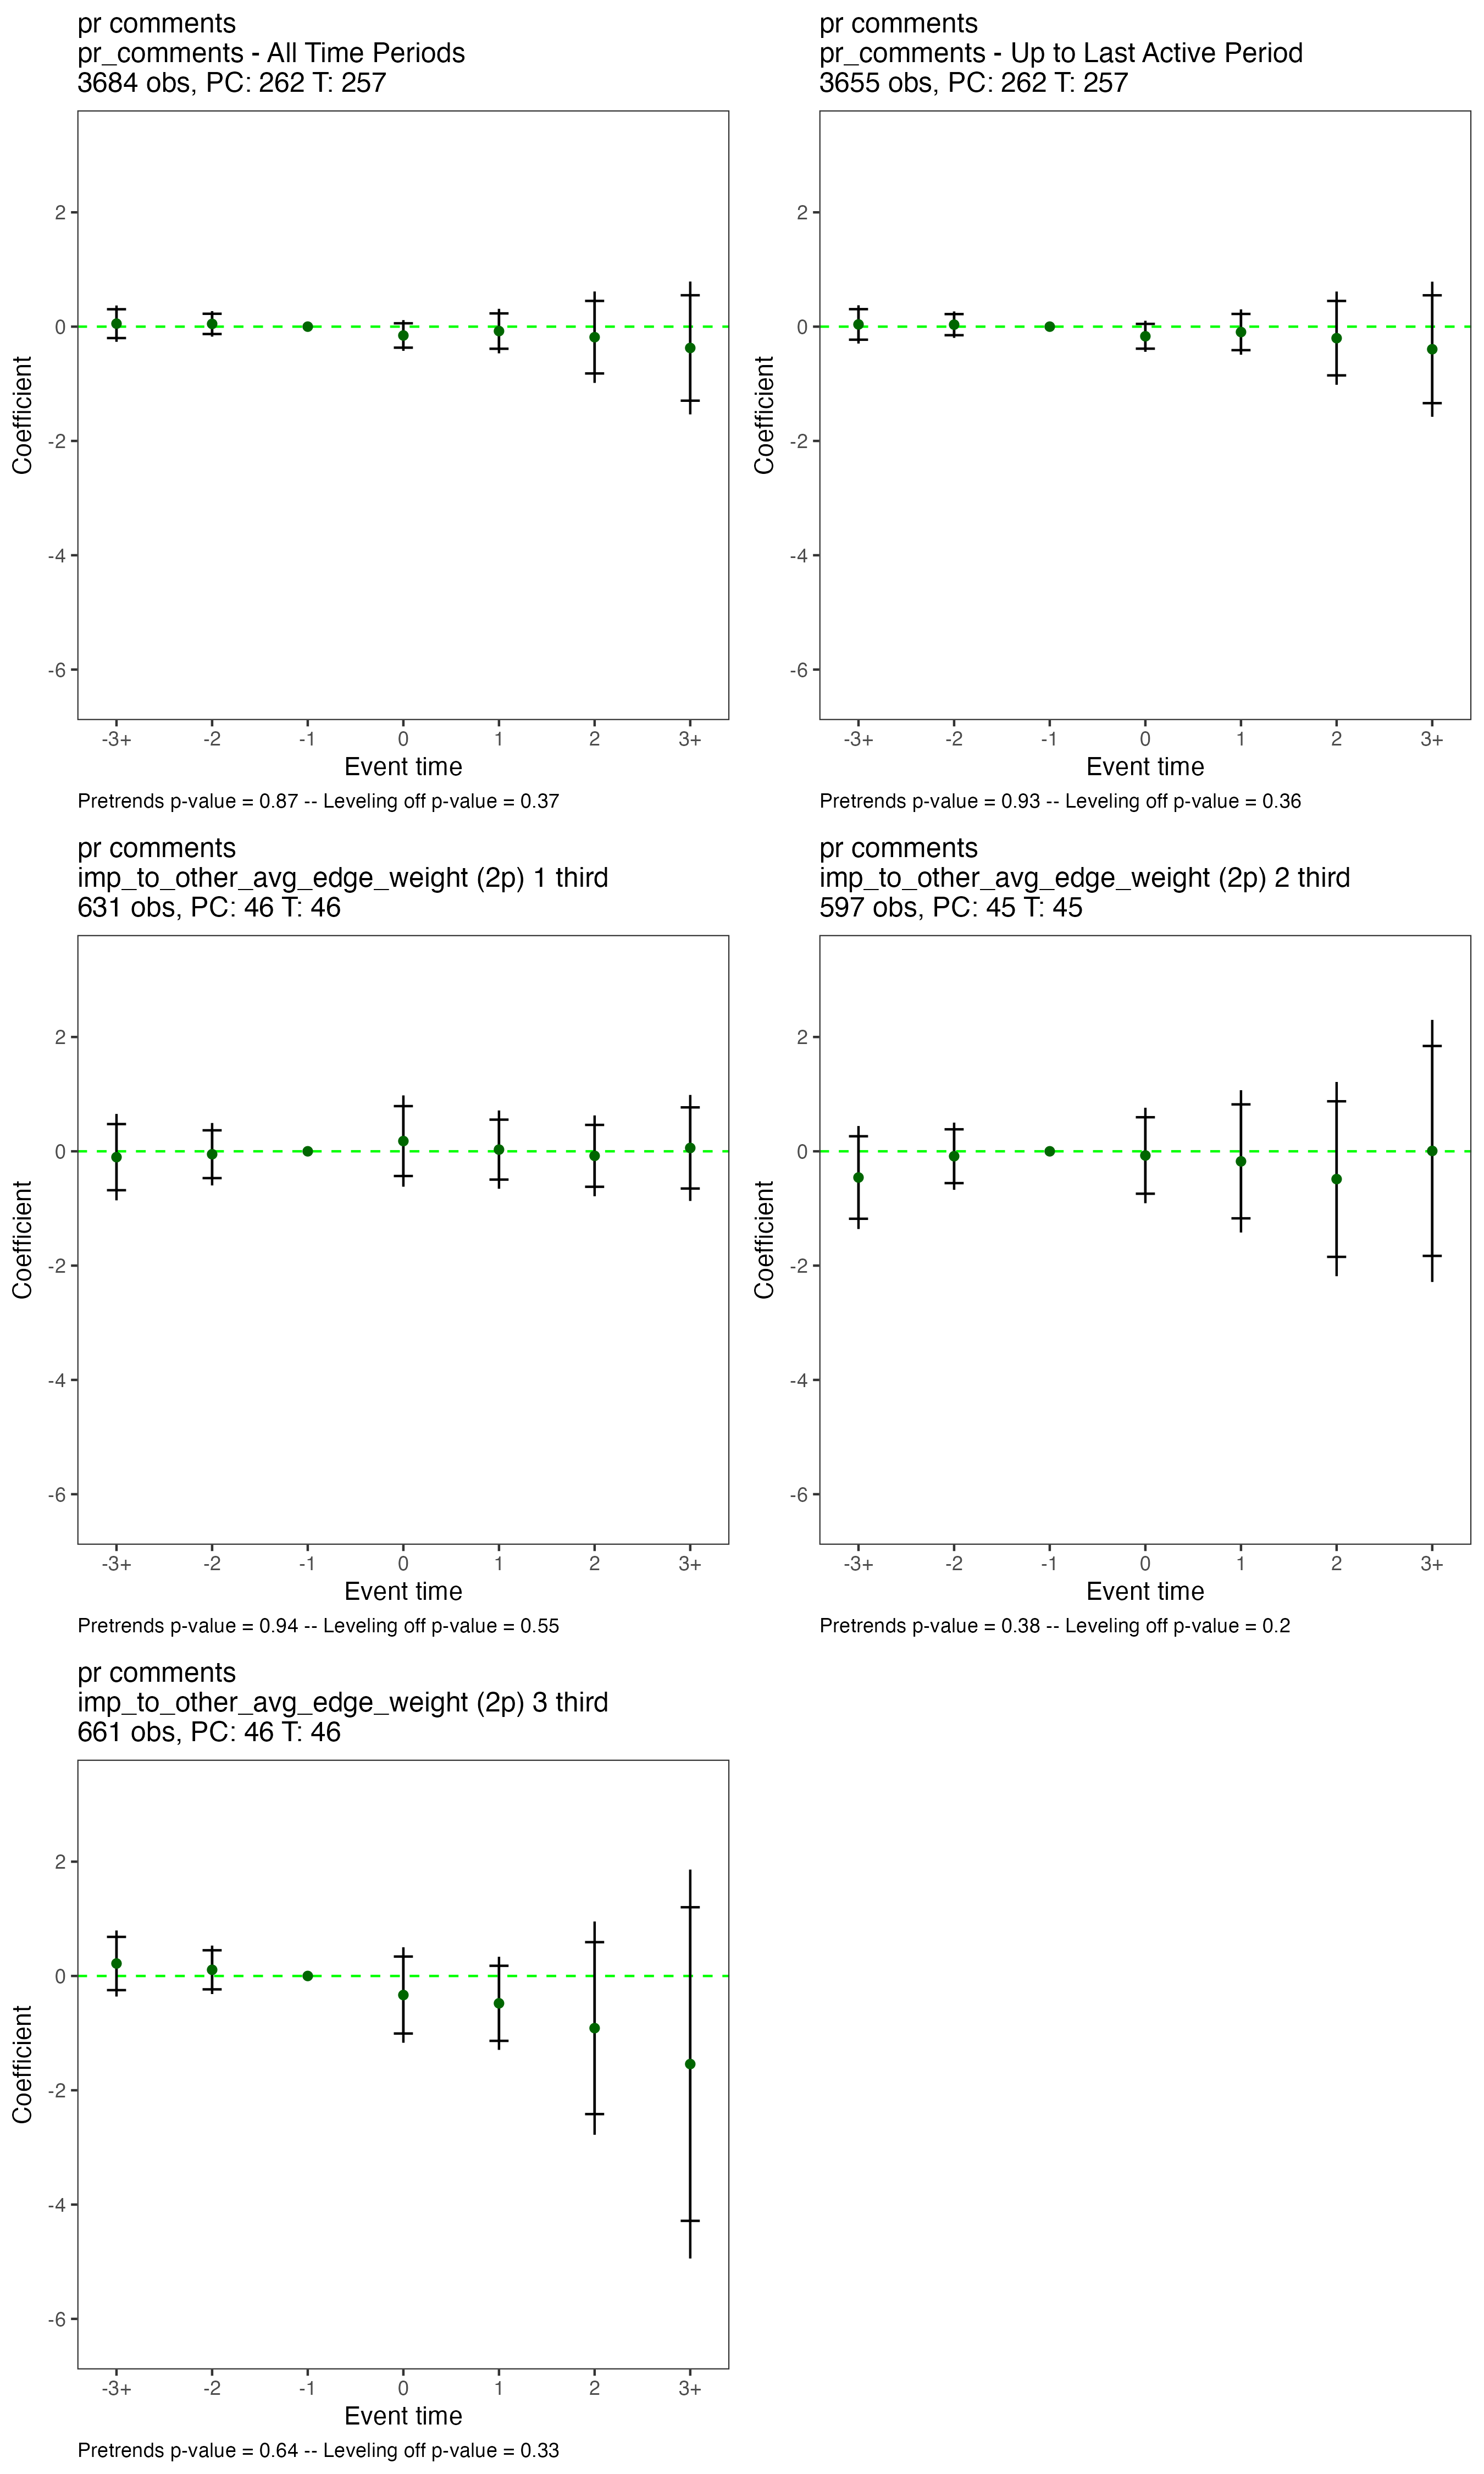 pr comments
pr_comments - All Time Periods
3684 obs, PC: 262 T: 257
Coefficient
2
0
-2
-4
-6
-3+ -2 -1 0 1 2 3+
Event time
Pretrends p-value = 0.87 -- Leveling off p-value = 0.37
pr comments
pr_comments - Up to Last Active Period
3655 obs, PC: 262 T: 257
Coefficient
2
0
-2
-4
-6
-3+ -2 -1 0 1 2 3+
Event time
Pretrends p-value = 0.93 -- Leveling off p-value = 0.36
pr comments
imp_to_other_avg_edge_weight (2p) 1 third
631 obs, PC: 46 T: 46
Coefficient
2
0
-2
-4
-6
-3+ -2 -1 0 1 2 3+
Event time
Pretrends p-value = 0.94 -- Leveling off p-value = 0.55
pr comments
imp_to_other_avg_edge_weight (2p) 2 third
597 obs, PC: 45 T: 45
Coefficient
2
0
-2
-4
-6
-3+ -2 -1 0 1 2 3+
Event time
Pretrends p-value = 0.38 -- Leveling off p-value = 0.2
pr comments
imp_to_other_avg_edge_weight (2p) 3 third
661 obs, PC: 46 T: 46
Coefficient
2
0
-2
-4
-6
-3+ -2 -1 0 1 2 3+
Event time
Pretrends p-value = 0.64 -- Leveling off p-value = 0.33